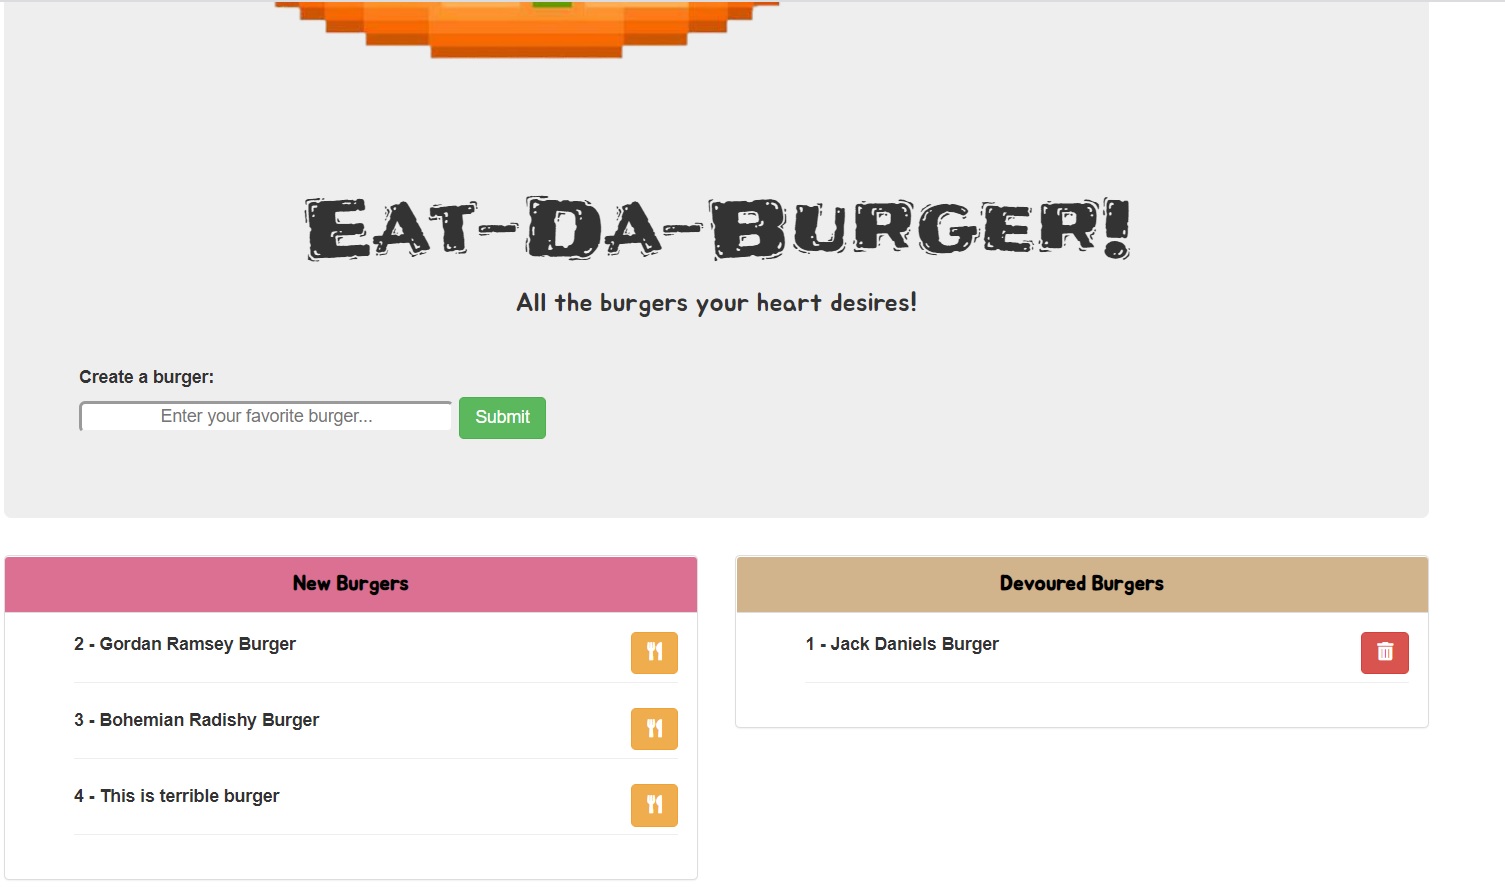 Eat-Da-Burger!
All the burgers your heart desires!
Create a burger:
Enter your favorite burger... Submit
New Burgers
2 - Gordan Ramsey Burger
3 - Bohemian Radishy Burger
4 - This is terrible burger
Devoured Burgers
1 - Jack Daniels Burger